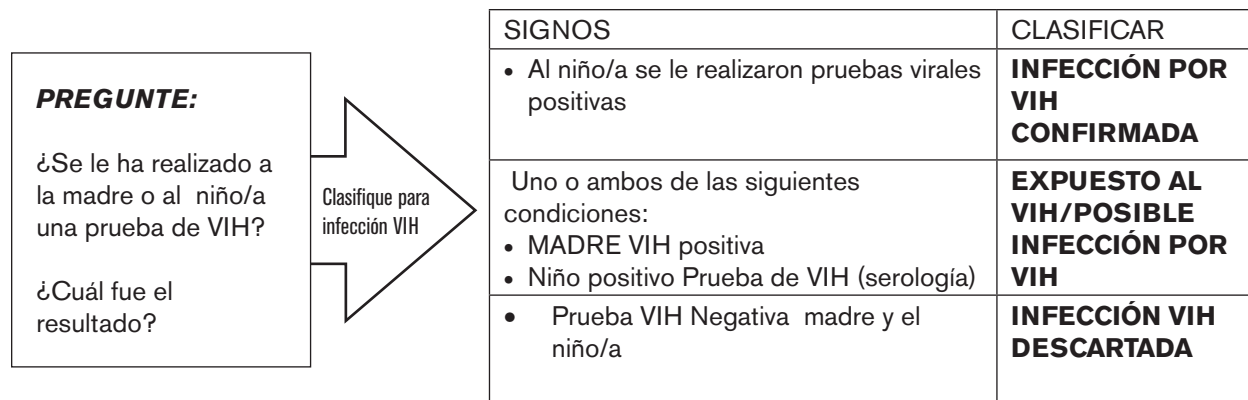 PREGUNTE:
¿Se le ha realizado a
la madre o al niño/a
una prueba de VIH?
¿Cuál fue el
resultado?
Clasifique para
infección VIH
SIGNOS
CLASIFICAR
• Al niño/a se le realizaron pruebas virales
positivas
INFECCIÓN POR
VIH
CONFIRMADA
Uno o ambos de las siguientes
condiciones:
• MADRE VIH positiva
• Niño positivo Prueba de VIH (serología)
EXPUESTO AL
VIH/POSIBLE
INFECCIÓN POR
VIH
• Prueba VIH Negativa madre y el
niño/a
INFECCIÓN VIH
DESCARTADA